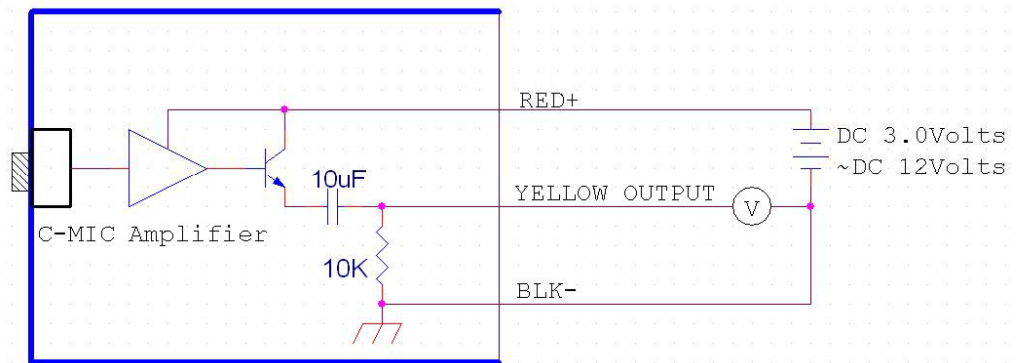 RED+
DC 3.0Volts
~DC 12Volts
10uF
YELLOW OUTPUT
V
C-MIC Amplifier
10K
BLK-